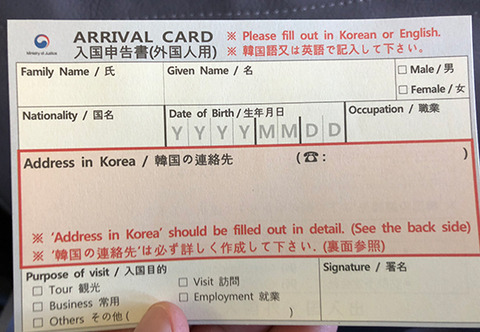 Ministry of Justice
ARRIVAL CARD
入国申告書(外国人用)
※ Please fill out in Korean or English.
※ 韓国語又は英語で記入して下さい。
Family Name / 氏
Given Name / 名
□ Male / 男
□ Female / 女
Nationality / 国名
Date of Birth / 生年月日
Y Y Y Y M M D D
Occupation / 職業
Address in Korea / 韓国の連絡先 (☎: )
※ 'Address in Korea' should be filled out in detail. (See the back side)
※ '韓国の連絡先'は必ず詳しく作成して下さい. (裏面参照)
Purpose of visit / 入国目的
□ Tour 観光
□ Visit 訪問
□ Business 常用
□ Employment 就業
□ Others その他 ( )
Signature / 署名